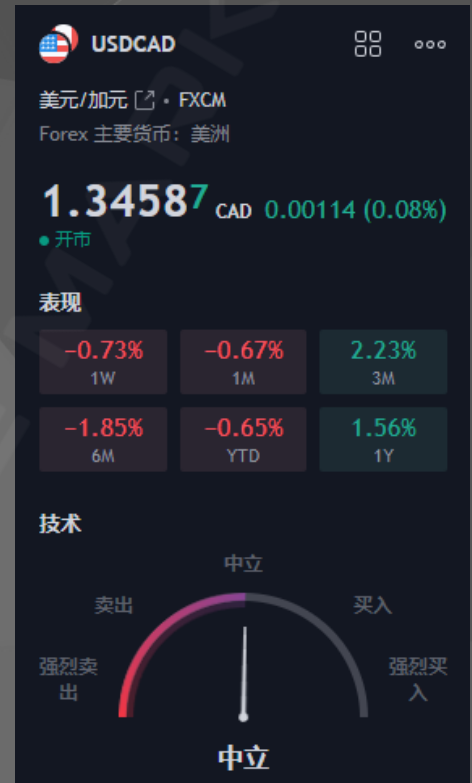 USDCAD
美元/加元 • FXCM
Forex 主要货币：美洲
1.34587 CAD 0.00114 (0.08%)
开市
表现
−0.73% −0.67% 2.23%
1W 1M 3M
−1.85% −0.65% 1.56%
6M YTD 1Y
技术
中立
卖出 买入
强烈卖出 强烈买入
中立